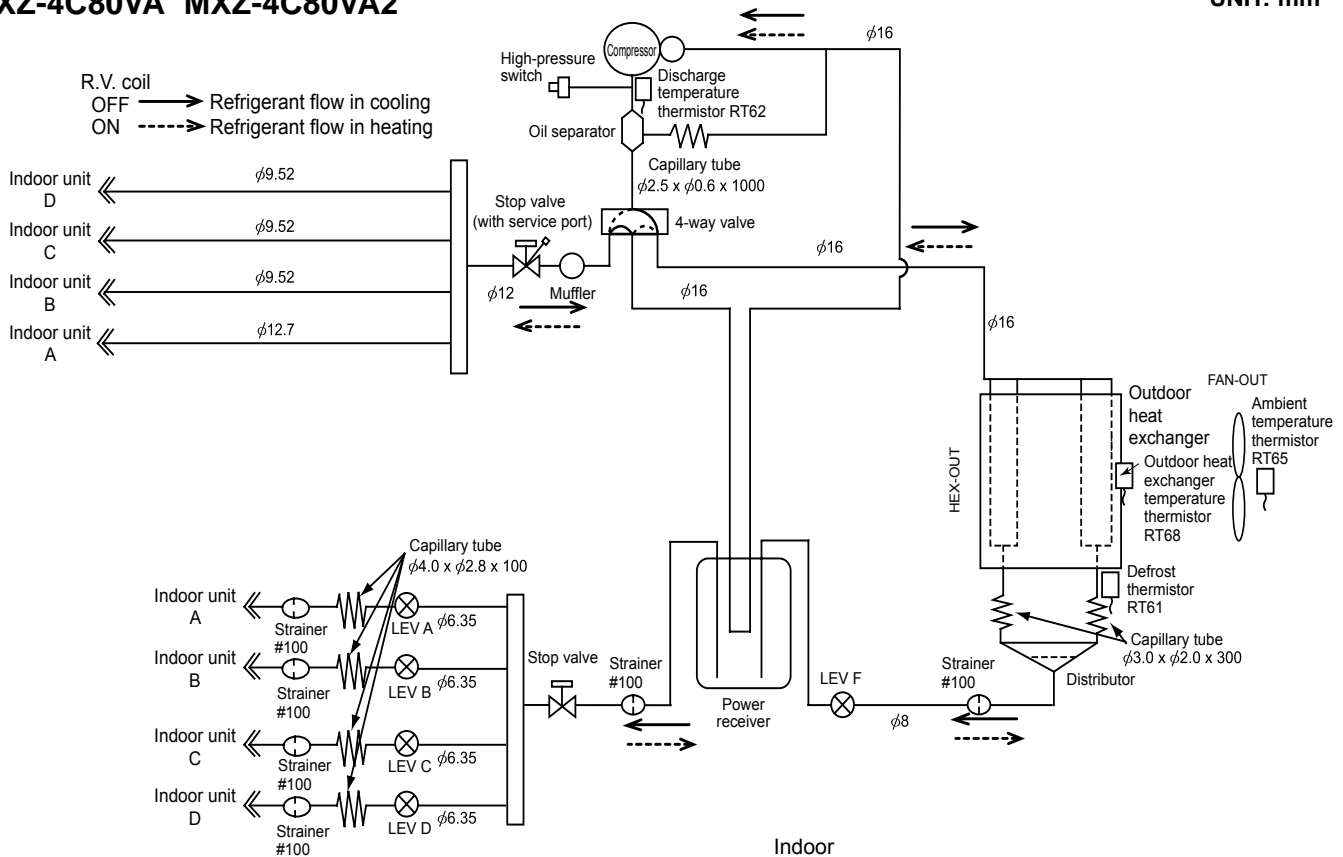 MXZ-4C80VA2
R.V. coil
OFF Refrigerant flow in cooling
ON Refrigerant flow in heating
High-pressure
switch
Compressor
Discharge
temperature
thermistor RT62
Oil separator
Capillary tube
ϕ2.5 x ϕ0.6 x 1000
ϕ16
Stop valve
(with service port)
4-way valve
ϕ12
Muffler
ϕ16
ϕ16
ϕ16
Indoor unit
D
ϕ9.52
Indoor unit
C
ϕ9.52
Indoor unit
B
ϕ9.52
Indoor unit
A
ϕ12.7
FAN-OUT
Outdoor
heat
exchanger
Ambient
temperature
thermistor
RT65
HEX-OUT
Outdoor heat
exchanger
temperature
thermistor
RT68
Defrost
thermistor
RT61
Capillary tube
ϕ3.0 x ϕ2.0 x 300
Distributor
Capillary tube
ϕ4.0 x ϕ2.8 x 100
Indoor unit
A
Strainer
#100
LEV A
ϕ6.35
Indoor unit
B
Strainer
#100
LEV B
ϕ6.35
Indoor unit
C
Strainer
#100
LEV C
ϕ6.35
Indoor unit
D
Strainer
#100
LEV D
ϕ6.35
Stop valve
Strainer
#100
Power
receiver
LEV F
ϕ8
Strainer
#100
Indoor